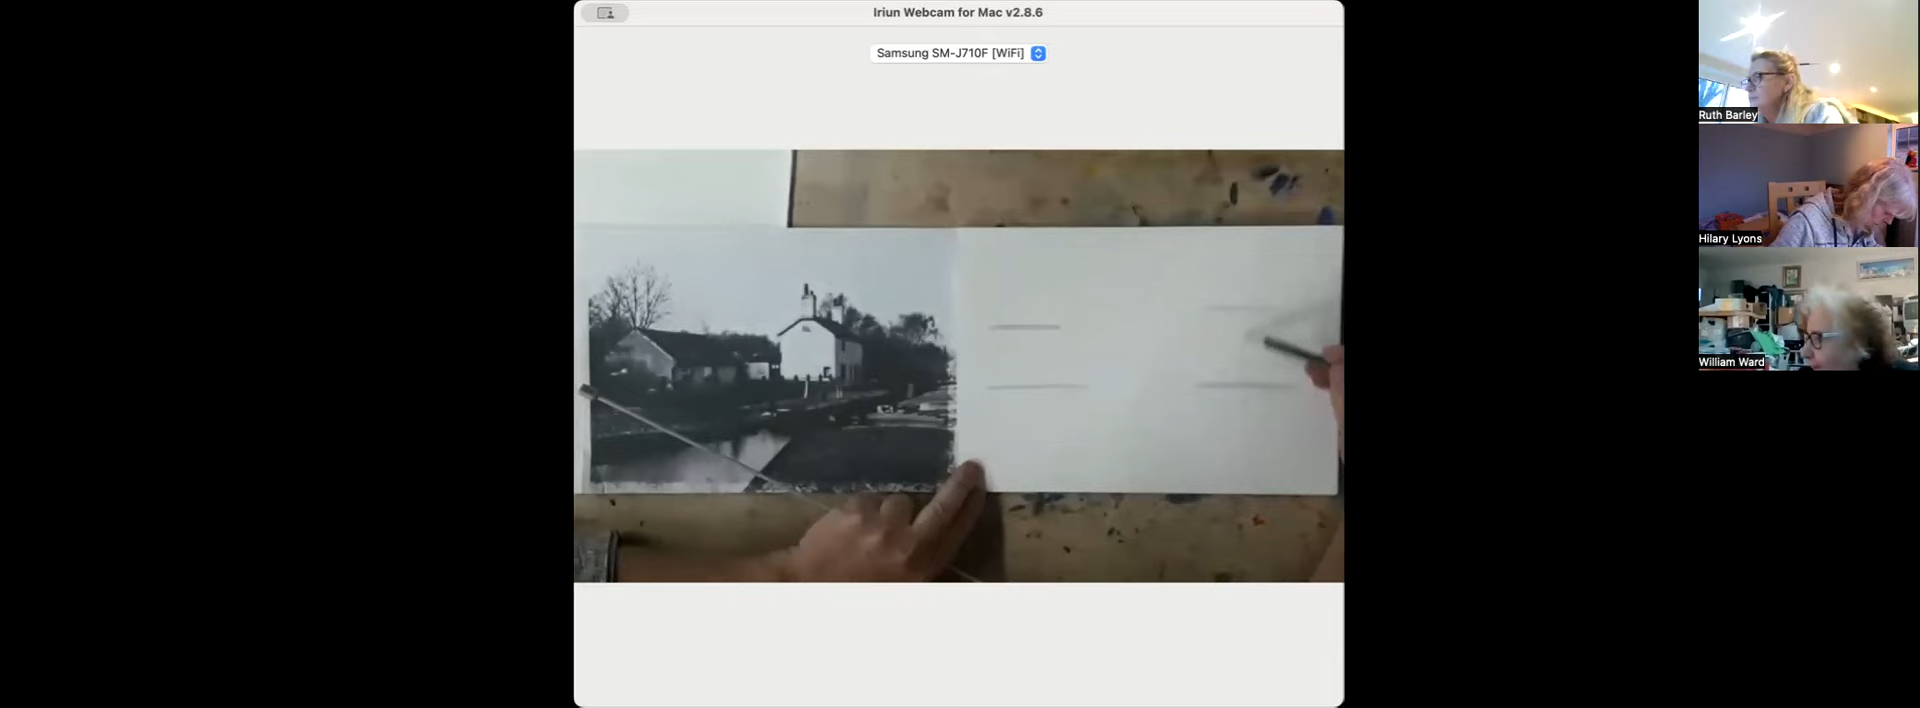 Iriun Webcam for Mac v2.8.6
Samsung SM-J710F [WiFi]
Ruth Barley
Hilary Lyons
William Ward